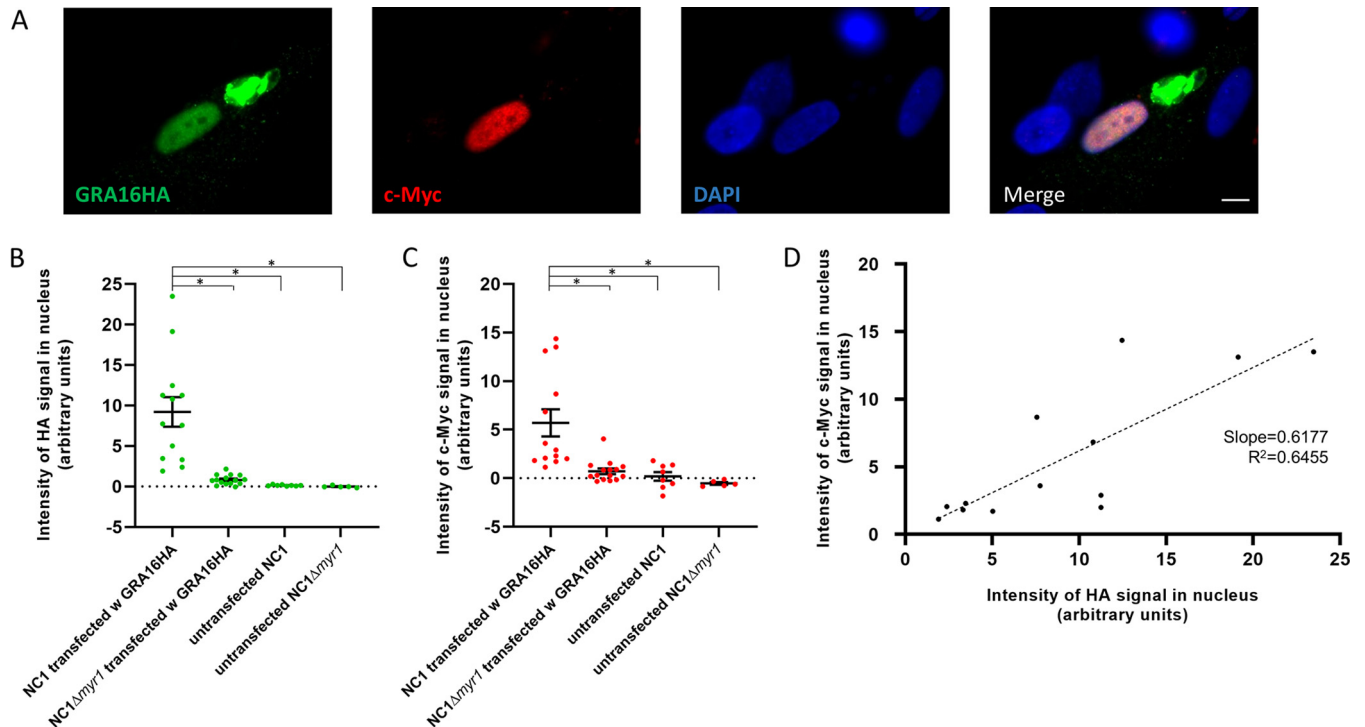 A
GRA16HA
c-Myc
DAPI
Merge
B
Intensity of HA signal in nucleus
(arbitrary units)
25
20
15
10
5
0
-5
*
*
*
NC1 transfected w GRA16HA
NC1Δmyr1 transfected w GRA16HA
untransfected NC1
untransfected NC1Δmyr1
C
Intensity of c-Myc signal in nucleus
(arbitrary units)
20
15
10
5
0
-5
*
*
*
NC1 transfected w GRA16HA
NC1Δmyr1 transfected w GRA16HA
untransfected NC1
untransfected NC1Δmyr1
D
Intensity of c-Myc signal in nucleus
(arbitrary units)
20
15
10
5
0
Slope=0.6177
R²=0.6455
0 5 10 15 20 25
Intensity of HA signal in nucleus
(arbitrary units)